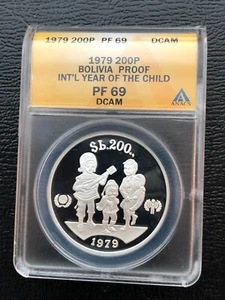 1979 200P PF 69 DCAM
1979 200P
BOLIVIA PROOF
INT'L YEAR OF THE CHILD
PF 69
DCAM
ANACS
$b.200.
1979